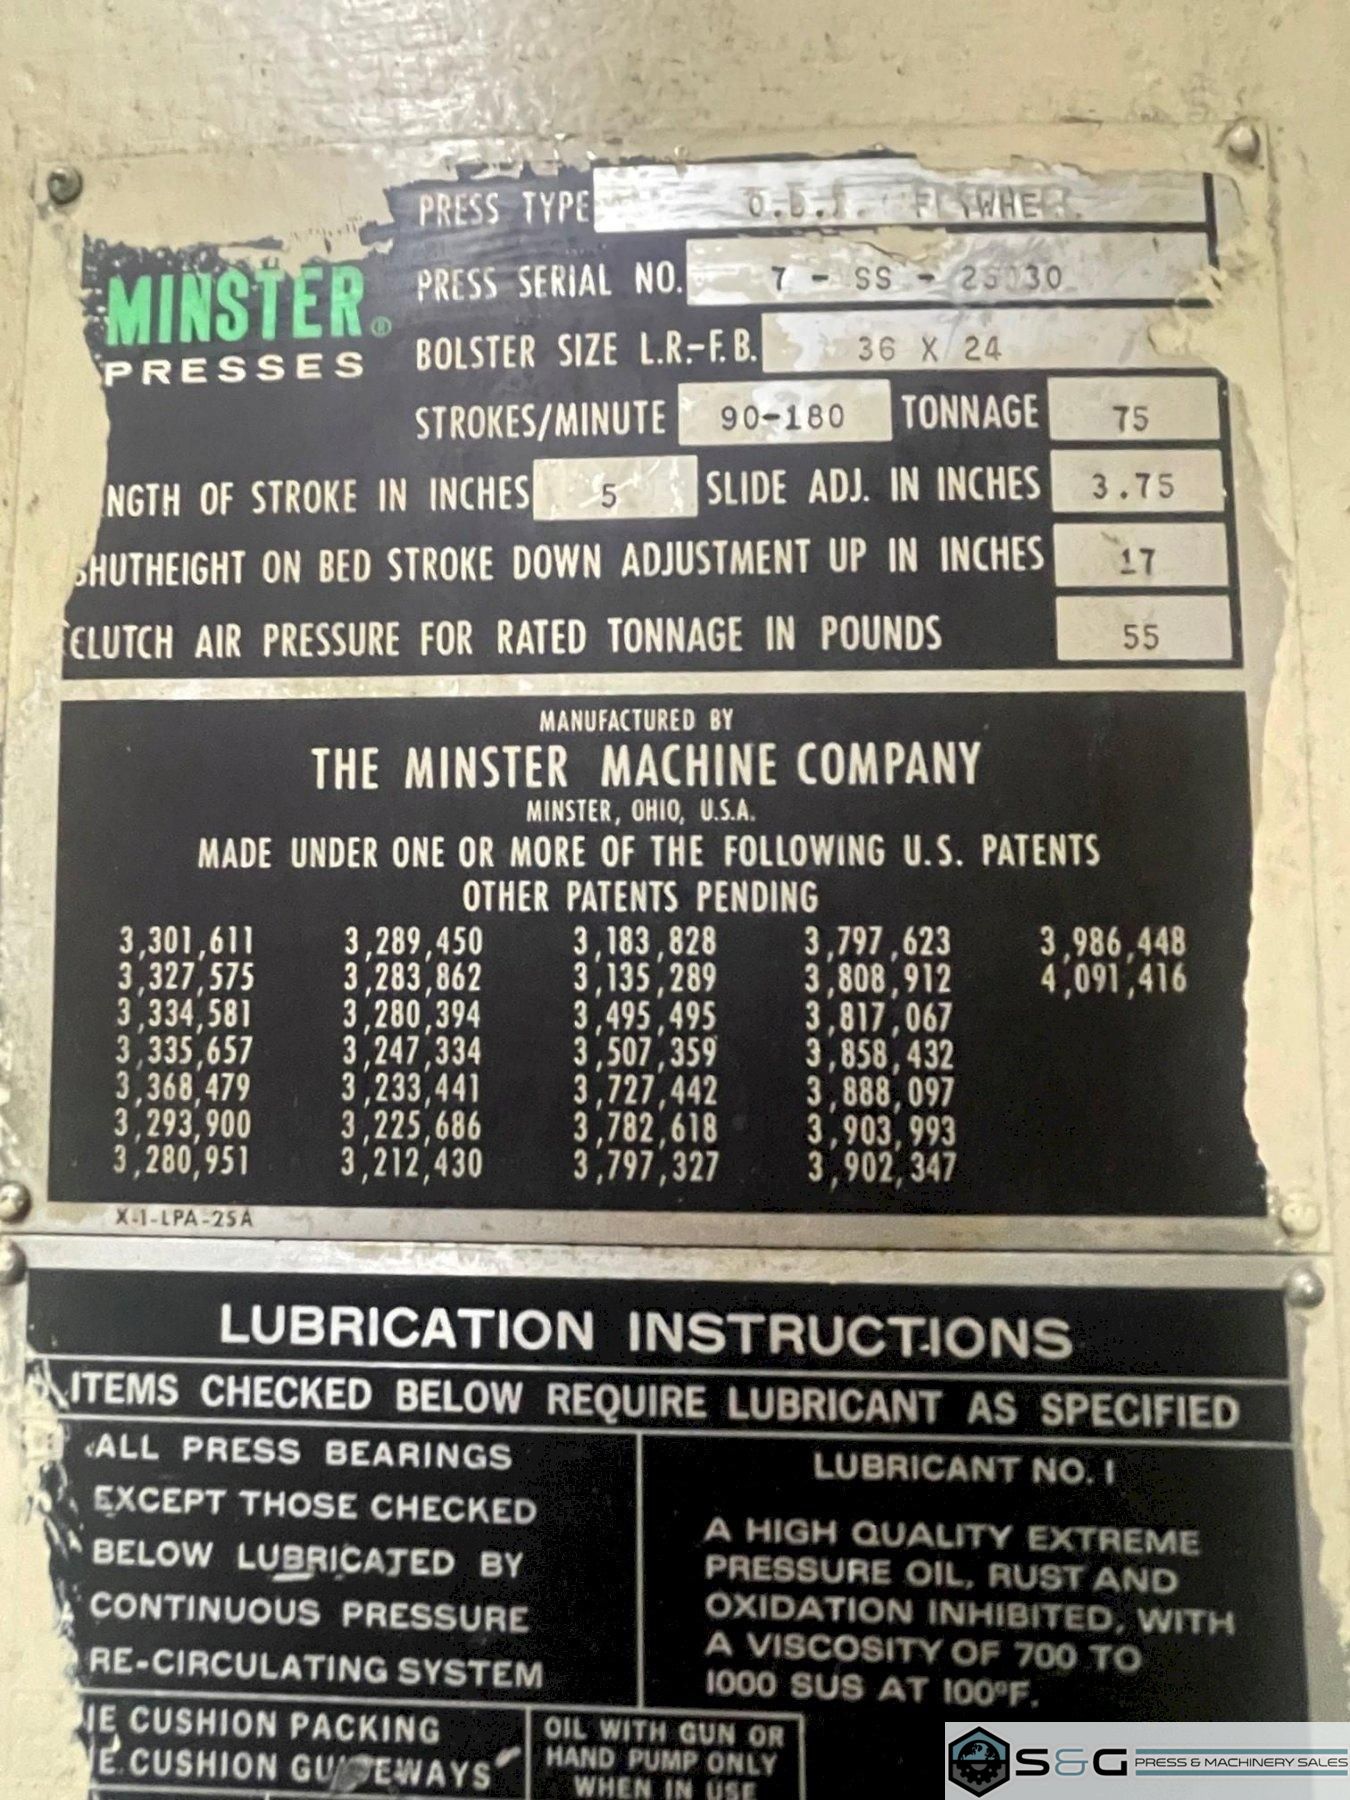 PRESS TYPE
MINSTER®
PRESSES
PRESS SERIAL NO. 7 - SS -
BOLSTER SIZE L.R.-F.B. 36 X 24
STROKES/MINUTE 90-180 TONNAGE 75
NGTH OF STROKE IN INCHES 5 SLIDE ADJ. IN INCHES 3.75
SHUTHEIGHT ON BED STROKE DOWN ADJUSTMENT UP IN INCHES 17
CLUTCH AIR PRESSURE FOR RATED TONNAGE IN POUNDS 55
MANUFACTURED BY
THE MINSTER MACHINE COMPANY
MINSTER, OHIO, U.S.A.
MADE UNDER ONE OR MORE OF THE FOLLOWING U.S. PATENTS
OTHER PATENTS PENDING
3,301,611 3,289,450 3,183,828 3,797,623 3,986,448
3,327,575 3,283,862 3,135,289 3,808,912 4,091,416
3,334,581 3,280,394 3,495,495 3,817,067
3,335,657 3,247,334 3,507,359 3,858,432
3,368,479 3,233,441 3,727,442 3,888,097
3,293,900 3,225,686 3,782,618 3,903,993
3,280,951 3,212,430 3,797,327 3,902,347
X-1-LPA-25A
LUBRICATION INSTRUCTIONS
ITEMS CHECKED BELOW REQUIRE LUBRICANT AS SPECIFIED
ALL PRESS BEARINGS
EXCEPT THOSE CHECKED
BELOW LUBRICATED BY
CONTINUOUS PRESSURE
RE-CIRCULATING SYSTEM
LUBRICANT NO. 1
A HIGH QUALITY EXTREME
PRESSURE OIL, RUST AND
OXIDATION INHIBITED, WITH
A VISCOSITY OF 700 TO
1000 SUS AT 100°F.
IE CUSHION PACKING
E CUSHION GUIDEWAYS
OIL WITH GUN OR
HAND PUMP ONLY
WHEN IN USE
S&G PRESS & MACHINERY SALES